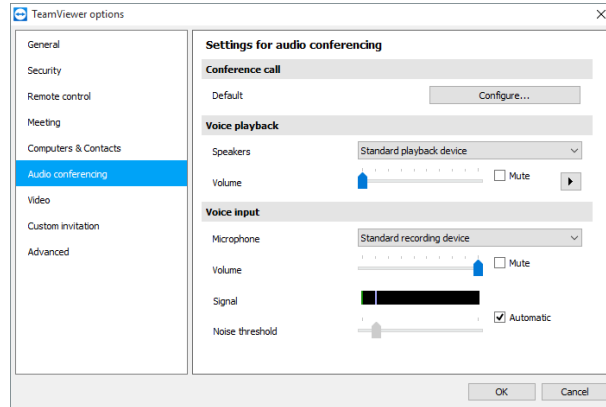 TeamViewer options
General
Security
Remote control
Meeting
Computers & Contacts
Audio conferencing
Video
Custom invitation
Advanced
Settings for audio conferencing
Conference call
Default
Configure...
Voice playback
Speakers
Standard playback device
Volume
Mute
Voice input
Microphone
Standard recording device
Volume
Mute
Signal
Noise threshold
Automatic
OK
Cancel